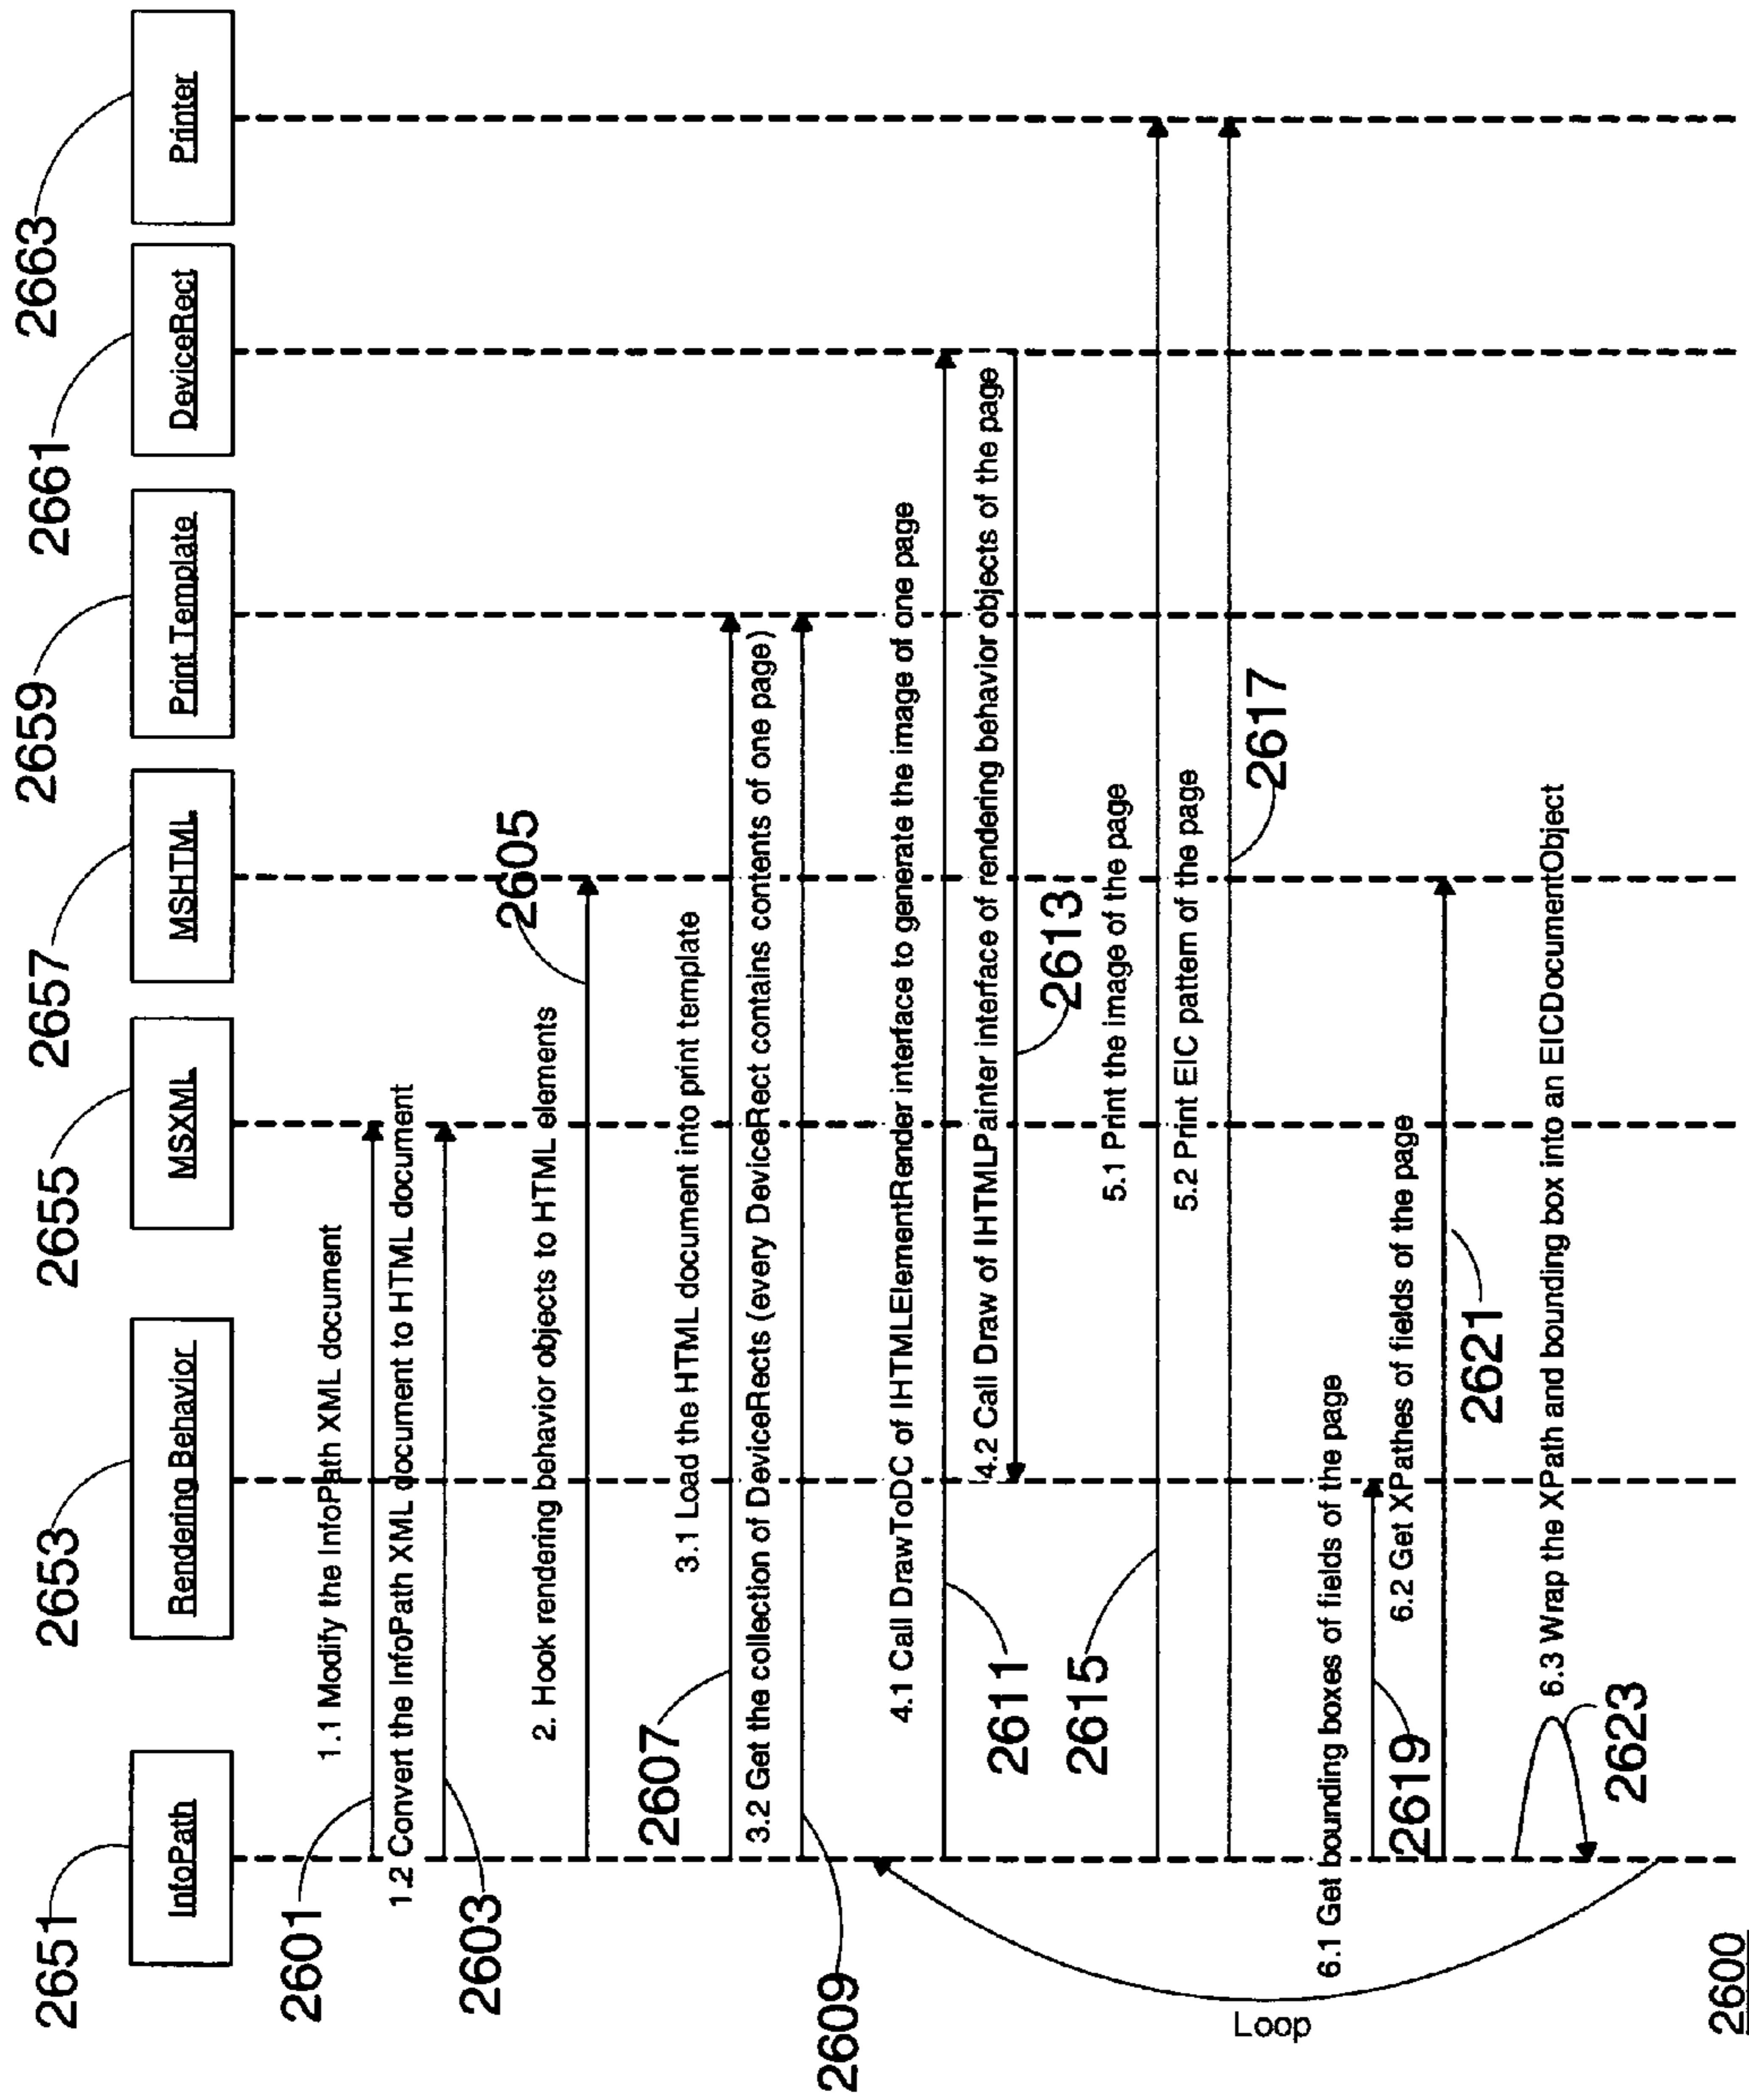 2651
2653
2655
2657
2659
2661
2663
InfoPath
Rendering Behavior
MSXML
MSHTML
Print Template
DeviceRect
Printer
2601
1.1 Modify the InfoPath XML document
1.2 Convert the InfoPath XML document to HTML document
2603
2605
2. Hook rendering behavior objects to HTML elements
2607
3.1 Load the HTML document into print template
3.2 Get the collection of DeviceRects (every DeviceRect contains contents of one page)
2609
4.1 Call DrawToDC of IHTMLElementRender interface to generate the image of one page
4.2 Call Draw of IHTMLPainter interface of rendering behavior objects of the page
2611
2613
2615
5.1 Print the image of the page
5.2 Print EIC pattern of the page
2617
Loop
6.1 Get bounding boxes of fields of the page
2619
6.2 Get XPathes of fields of the page
2621
6.3 Wrap the XPath and bounding box into an EICDocumentObject
2623
2600